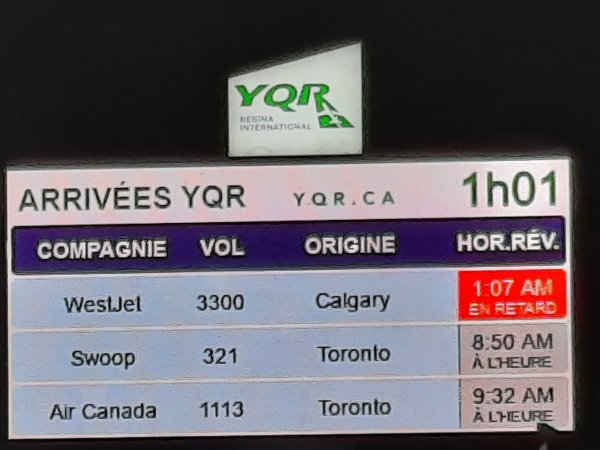 YQR
REGINA
INTERNATIONAL
ARRIVÉES YQR YQR.CA 1h01
COMPAGNIE VOL ORIGINE HOR.RÉV.
WestJet 3300 Calgary 1:07 AM
EN RETARD
Swoop 321 Toronto 8:50 AM
À L'HEURE
Air Canada 1113 Toronto 9:32 AM
À L'HEURE